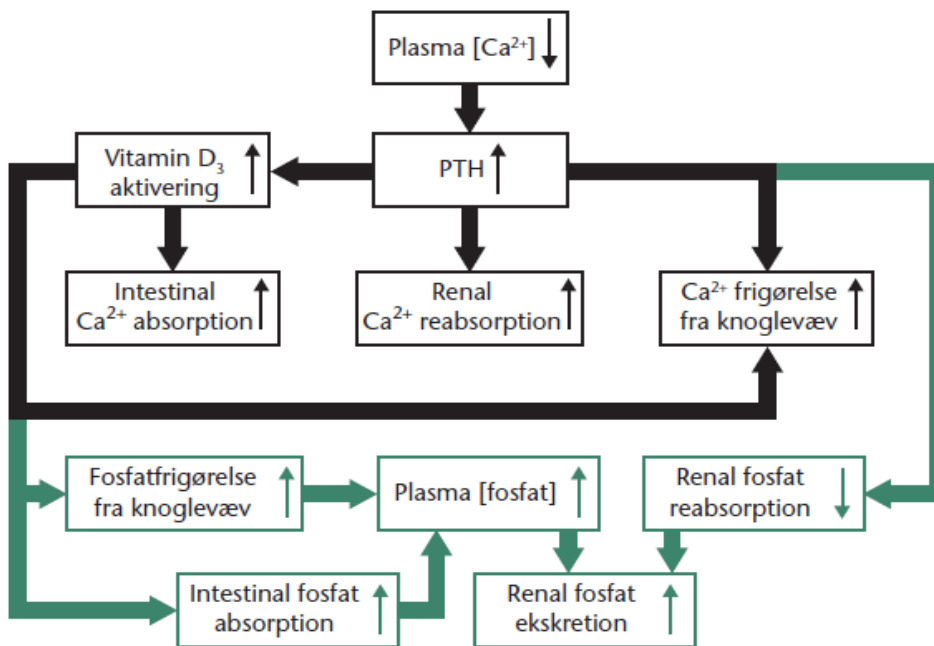 Plasma [Ca²⁺]
Vitamin D₃
aktivering
PTH
Intestinal
Ca²⁺ absorption
Renal
Ca²⁺ reabsorption
Ca²⁺ frigørelse
fra knoglevæv
Fosfatfrigørelse
fra knoglevæv
Plasma [fosfat]
Renal fosfat
reabsorption
Intestinal fosfat
absorption
Renal fosfat
ekskretion